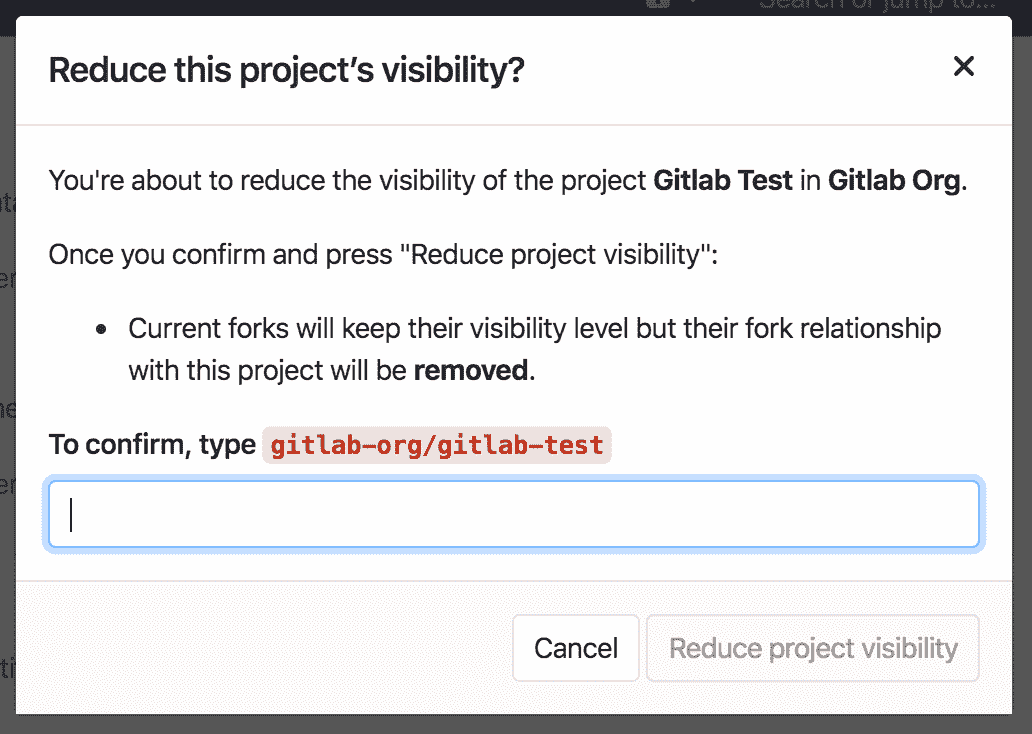 Search or jump to...
Reduce this project's visibility?
You're about to reduce the visibility of the project Gitlab Test in Gitlab Org.
Once you confirm and press "Reduce project visibility":
• Current forks will keep their visibility level but their fork relationship
with this project will be removed.
To confirm, type gitlab-org/gitlab-test
Cancel Reduce project visibility